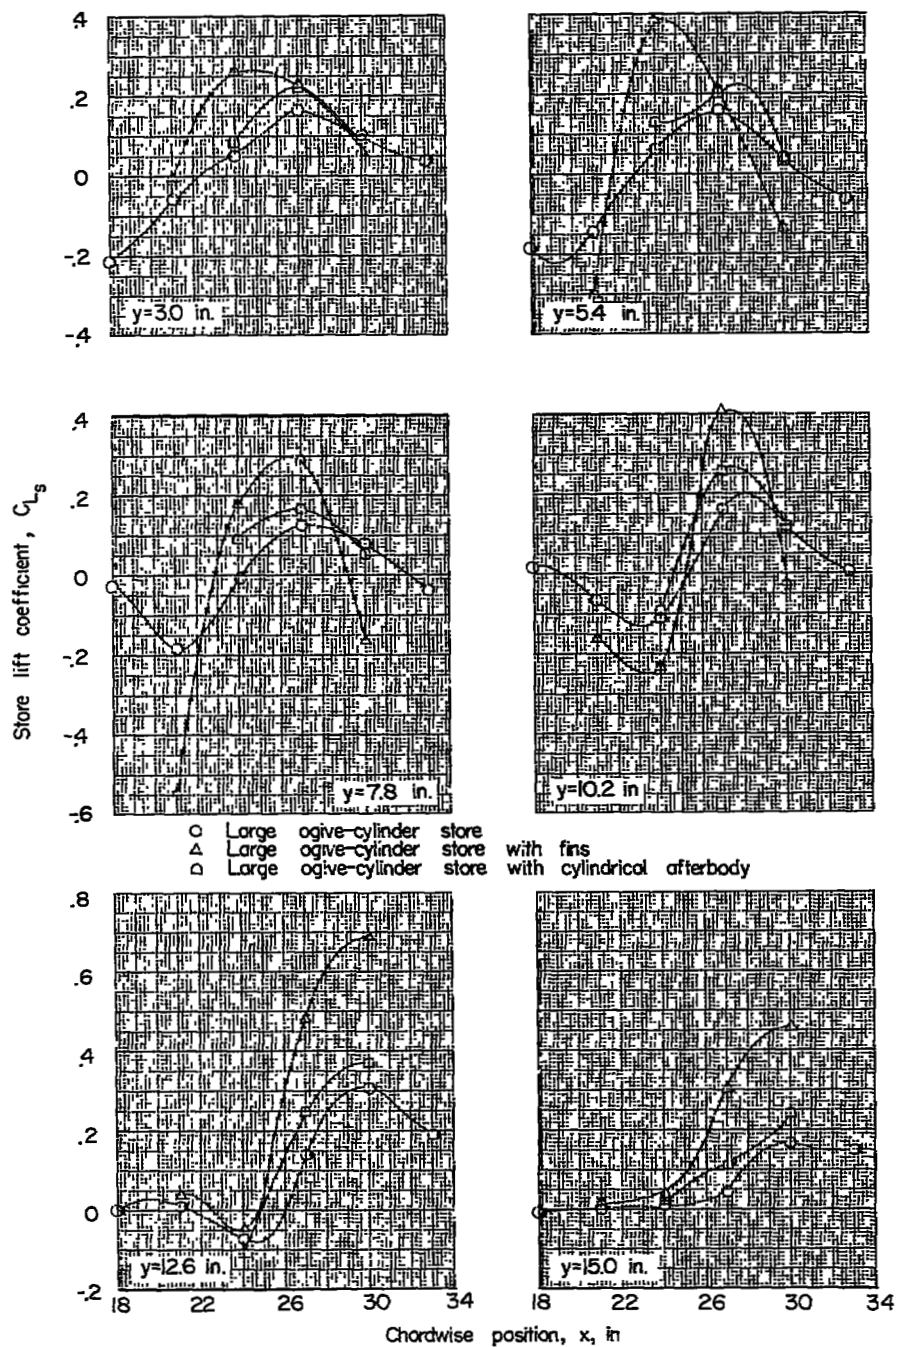 .4
.2
0
-.2
-.4
y=3.0 in.
y=5.4 in.
.4
.2
0
-.2
-.4
-.6
y=7.8 in.
y=10.2 in
Store lift coefficient, CLs
Large ogive-cylinder store
Large ogive-cylinder store with fins
Large ogive-cylinder store with cylindrical afterbody
.8
.6
.4
.2
0
-.2
y=12.6 in.
y=15.0 in.
18 22 26 30 34 18 22 26 30 34
Chordwise position, x, in